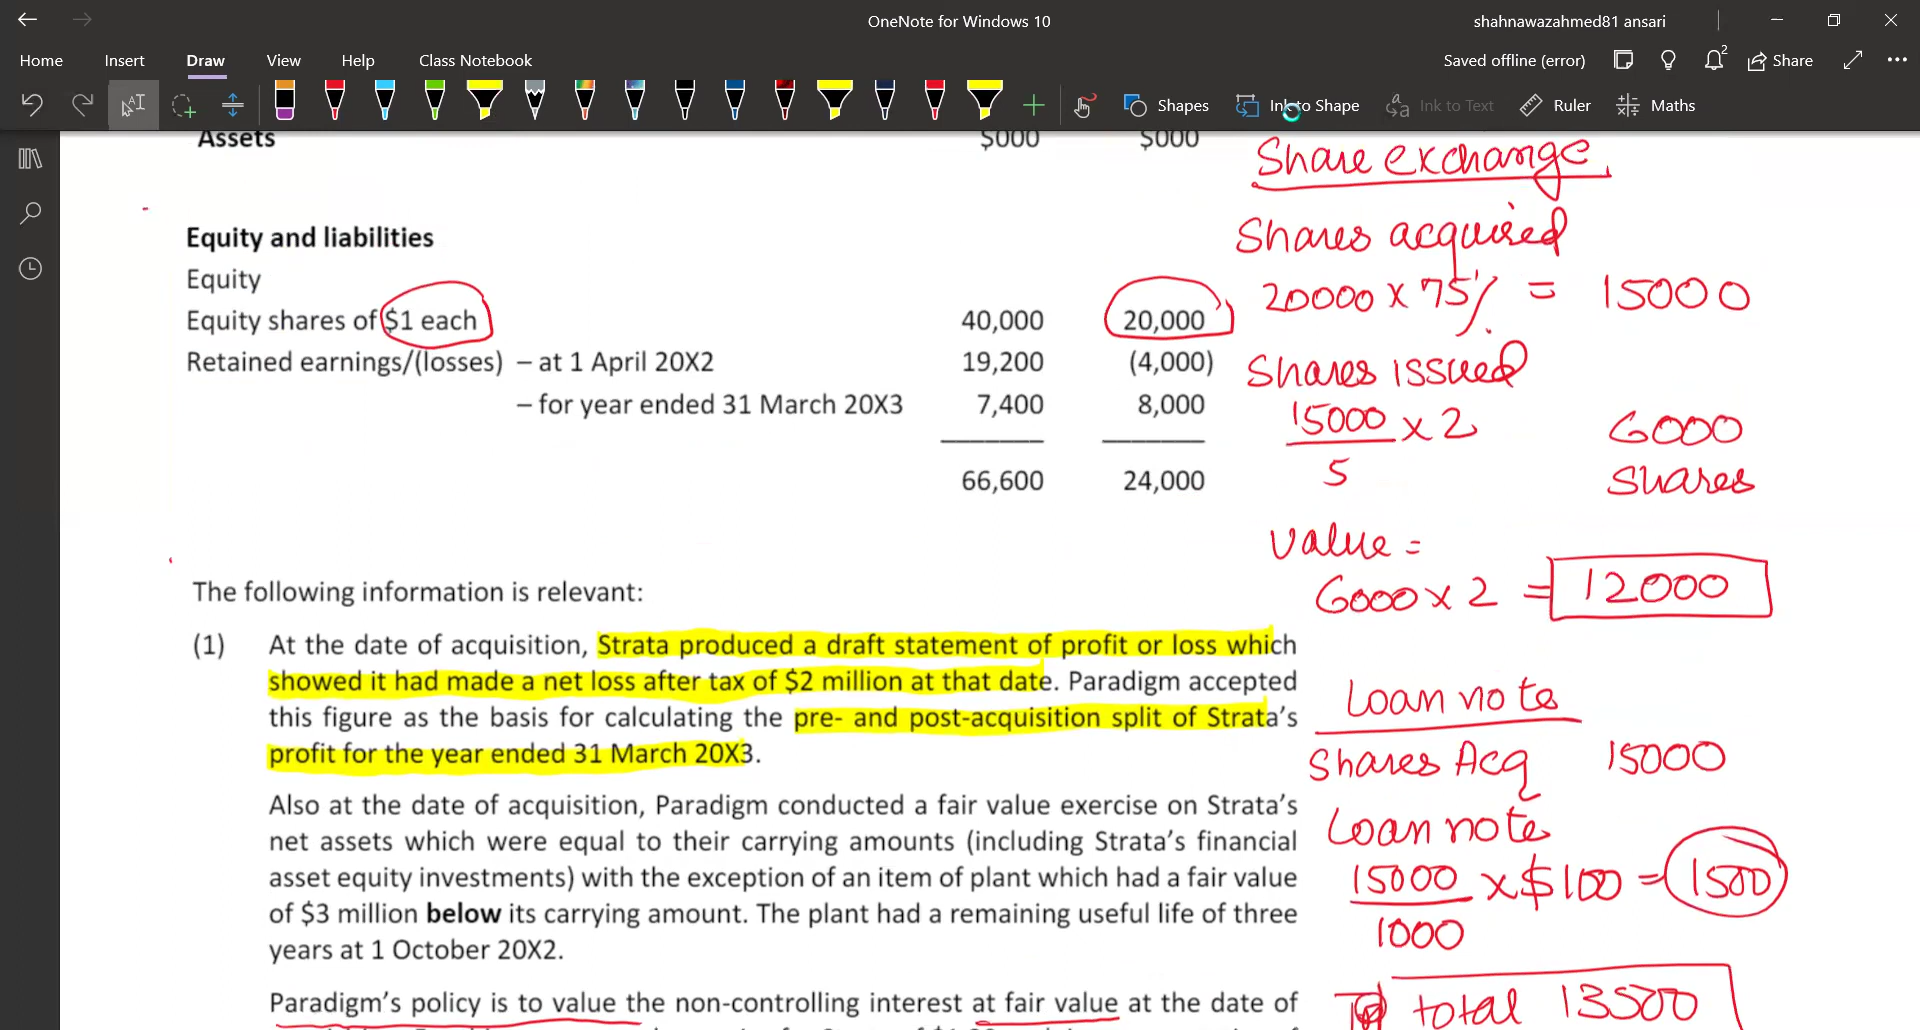 OneNote for Windows 10
shahnawazahmed81 ansari
Home Insert Draw View Help Class Notebook
Saved offline (error) 2 Share
Shapes Ink to Shape Ink to Text Ruler Maths
Assets $000 $000
Equity and liabilities
Equity
Equity shares of $1 each 40,000 20,000
Retained earnings/(losses) – at 1 April 20X2 19,200 (4,000)
– for year ended 31 March 20X3 7,400 8,000
66,600 24,000
The following information is relevant:
(1) At the date of acquisition, Strata produced a draft statement of profit or loss which
showed it had made a net loss after tax of $2 million at that date. Paradigm accepted
this figure as the basis for calculating the pre- and post-acquisition split of Strata's
profit for the year ended 31 March 20X3.
Also at the date of acquisition, Paradigm conducted a fair value exercise on Strata's
net assets which were equal to their carrying amounts (including Strata's financial
asset equity investments) with the exception of an item of plant which had a fair value
of $3 million below its carrying amount. The plant had a remaining useful life of three
years at 1 October 20X2.
Paradigm's policy is to value the non-controlling interest at fair value at the date of
Share exchange
Shares acquired
20000 x 75% = 15000
Shares issued
15000 x 2 6000
5 shares
Value =
6000 x 2 = 12000
Loan note
Shares Acq 15000
Loan note
15000 x $100 = 1500
1000
total 13500